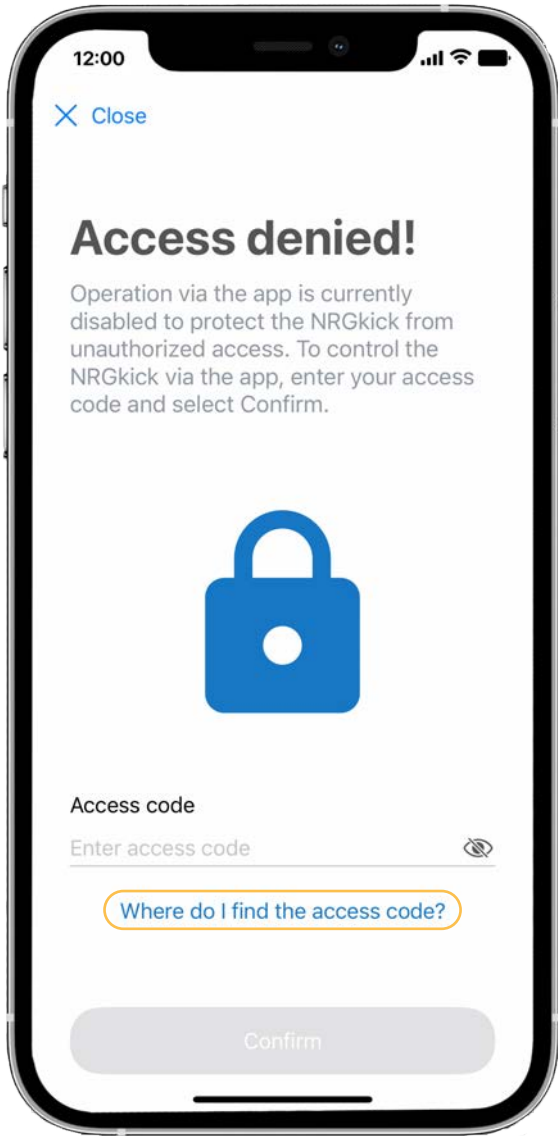 12:00
Close
Access denied!
Operation via the app is currently
disabled to protect the NRGkick from
unauthorized access. To control the
NRGkick via the app, enter your access
code and select Confirm.
Access code
Enter access code
Where do I find the access code?
Confirm